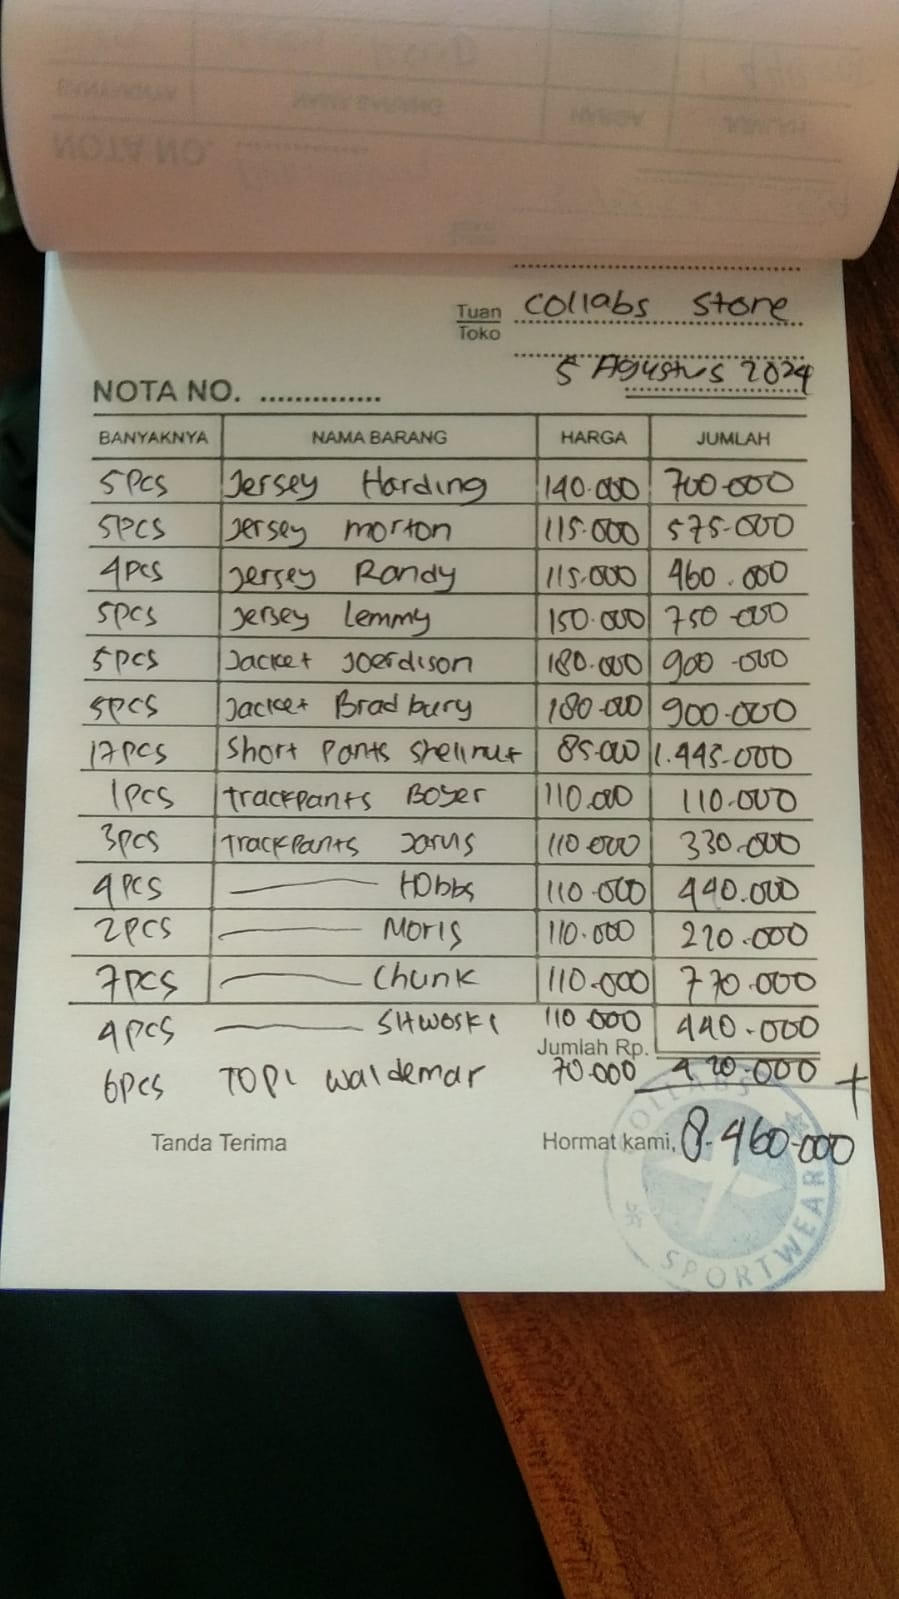 Tuan Collabs Store
Toko
5 Agustus 2024
NOTA NO. ..............
BANYAKNYA NAMA BARANG HARGA JUMLAH
5pcs Jersey Harding 140.000 700.000
5pcs Jersey morton 115.000 575.000
4pcs Jersey Randy 115.000 460.000
5pcs Jersey Lemmy 150.000 750.000
5pcs Jacket Joerdison 180.000 900.000
5pcs Jacket Bradbury 180.000 900.000
17pcs Short Pants Shellnut 85.000 1.445.000
1pcs trackpants Boyer 110.000 110.000
3pcs trackpants Jarvis 110.000 330.000
4pcs Hobbs 110.000 440.000
2pcs Moris 110.000 220.000
7pcs Chunk 110.000 770.000
4pcs SHWOSKI 110.000 440.000
Jumlah Rp.
6pcs TOPI Waldemar 70.000 420.000 +
Tanda Terima Hormat kami, 8.460.000
COLLABS
SPORTWEAR